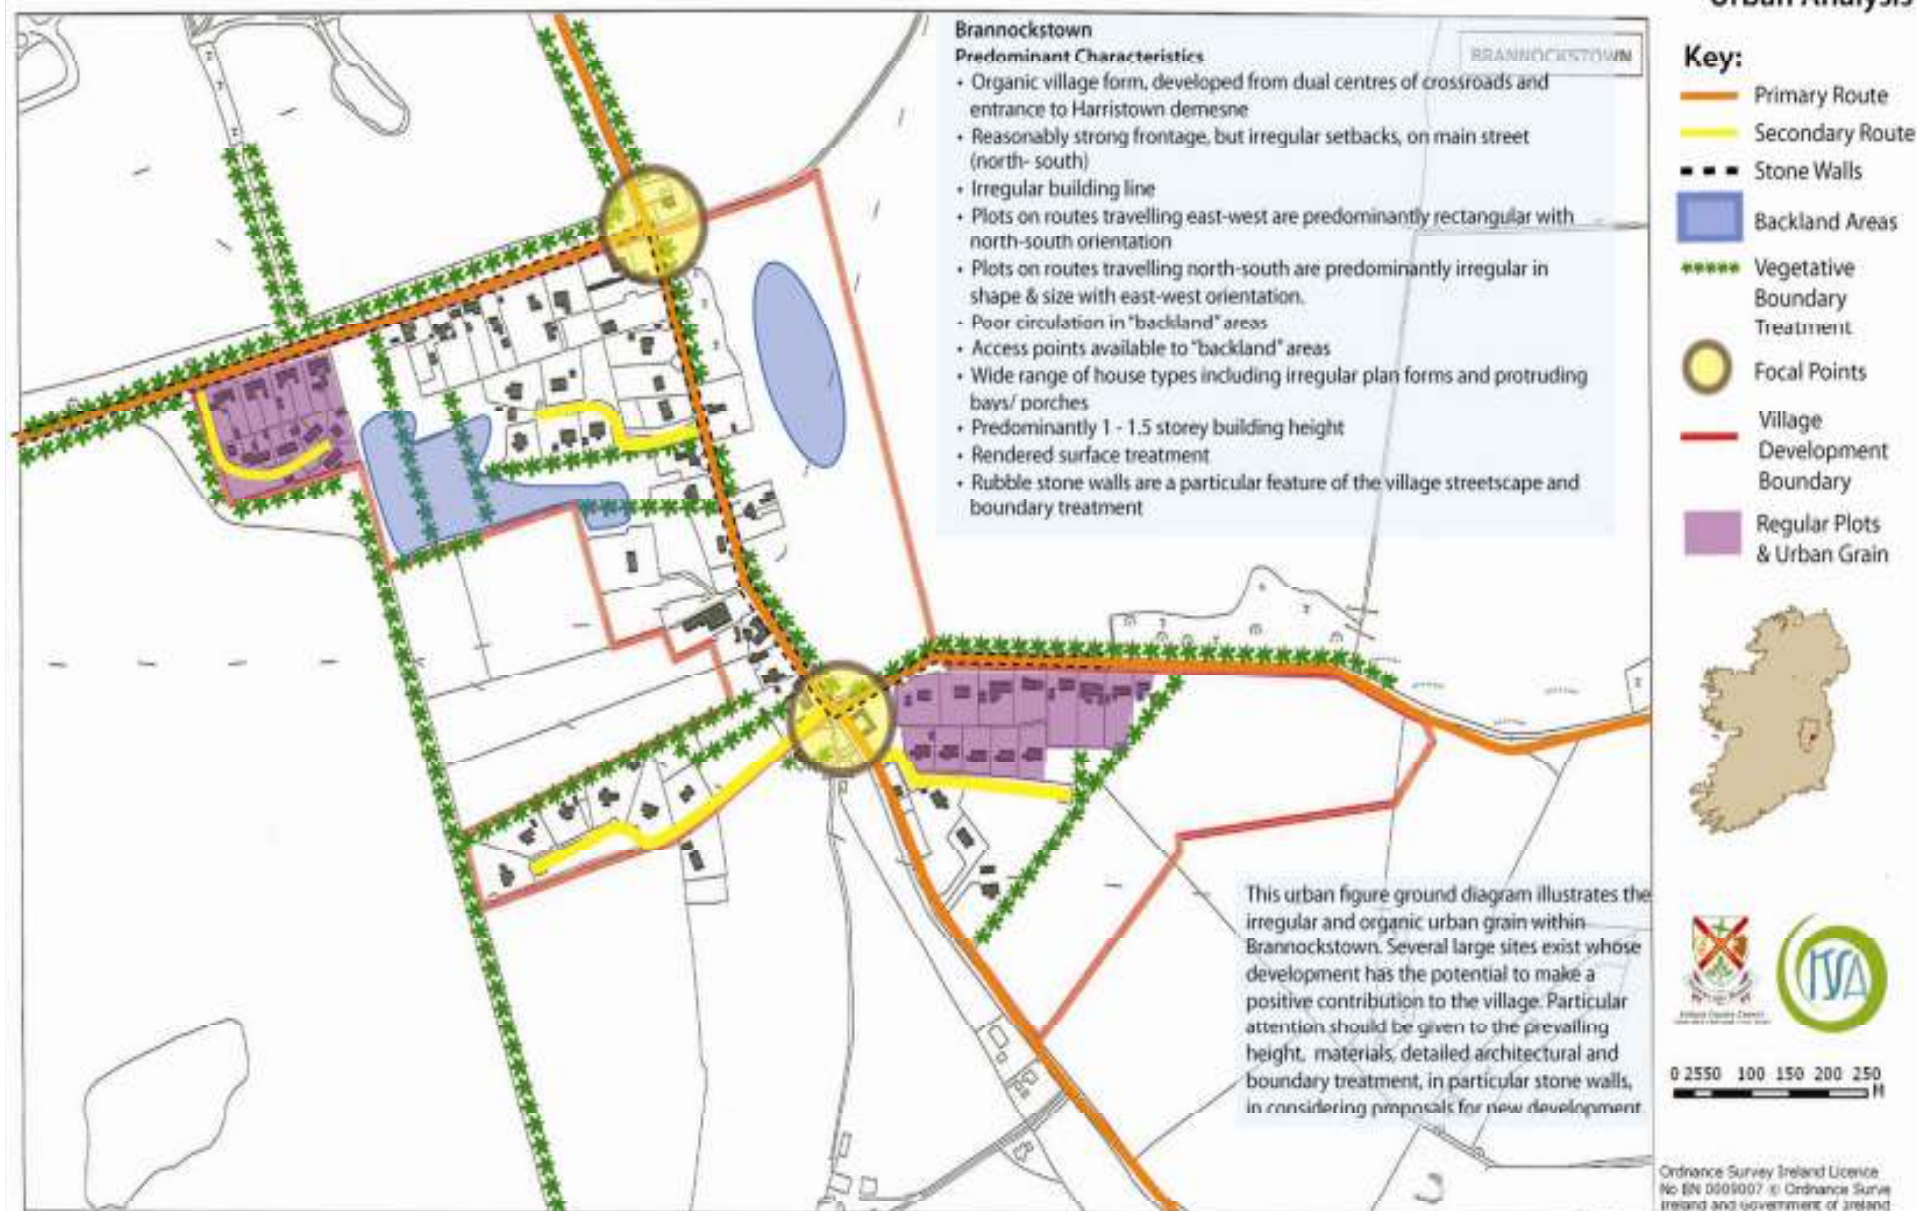 Urban Analysis
BRANNOCKSTOWN
Brannockstown
Predominant Characteristics
• Organic village form, developed from dual centres of crossroads and
entrance to Harristown demesne
• Reasonably strong frontage, but irregular setbacks, on main street
(north- south)
• Irregular building line
• Plots on routes travelling east-west are predominantly rectangular with
north-south orientation
• Plots on routes travelling north-south are predominantly irregular in
shape & size with east-west orientation.
- Poor circulation in "backland" areas
• Access points available to "backland" areas
• Wide range of house types including irregular plan forms and protruding
bays/ porches
• Predominantly 1 - 1.5 storey building height
• Rendered surface treatment
• Rubble stone walls are a particular feature of the village streetscape and
boundary treatment
This urban figure ground diagram illustrates the
irregular and organic urban grain within
Brannockstown. Several large sites exist whose
development has the potential to make a
positive contribution to the village. Particular
attention should be given to the prevailing
height, materials, detailed architectural and
boundary treatment, in particular stone walls,
in considering proposals for new development.
Key:
Primary Route
Secondary Route
Stone Walls
Backland Areas
Vegetative
Boundary
Treatment
Focal Points
Village
Development
Boundary
Regular Plots
& Urban Grain
Kildare County Council
0 2550 100 150 200 250
M
Ordnance Survey Ireland Licence
No EN 0009007 © Ordnance Surve
Ireland and Government of Ireland